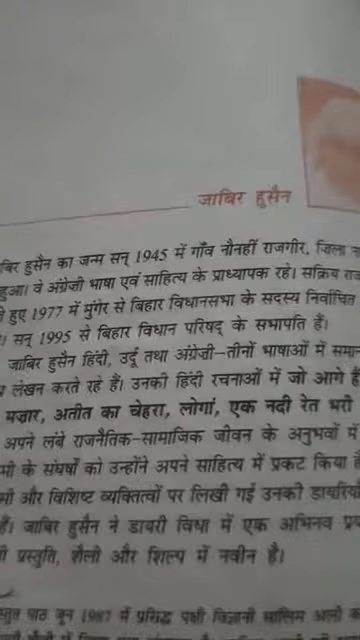 जाबिर हुसैन
बिर हुसैन का जन्म सन् 1945 में गाँव नौनहीं राजगीर, जिला
हुआ। वे अंग्रेजी भाषा एवं साहित्य के प्राध्यापक रहे। सक्रिय
हुए 1977 में मुंगेर से बिहार विधानसभा के सदस्य निर्वाचित
। सन् 1995 से बिहार विधान परिषद् के सभापति हैं।
जाबिर हुसैन हिंदी, उर्दू तथा अंग्रेजी–तीनों भाषाओं में समान
लेखन करते रहे हैं। उनकी हिंदी रचनाओं में जो आगे हैं
मज़ार, अतीत का चेहरा, लोगां, एक नदी रेत भरी
अपने लंबे राजनैतिक-सामाजिक जीवन के अनुभवों में
के संघर्षों को उन्होंने अपने साहित्य में प्रकट किया है
और विशिष्ट व्यक्तित्वों पर लिखी गई उनकी डायरियाँ
हैं। जाबिर हुसैन ने डायरी विधा में एक अभिनव
प्रस्तुति, शैली और शिल्प में नवीन है।
पाठ जून 1987 में प्रसिद्ध पक्षी विज्ञानी सालिम अली